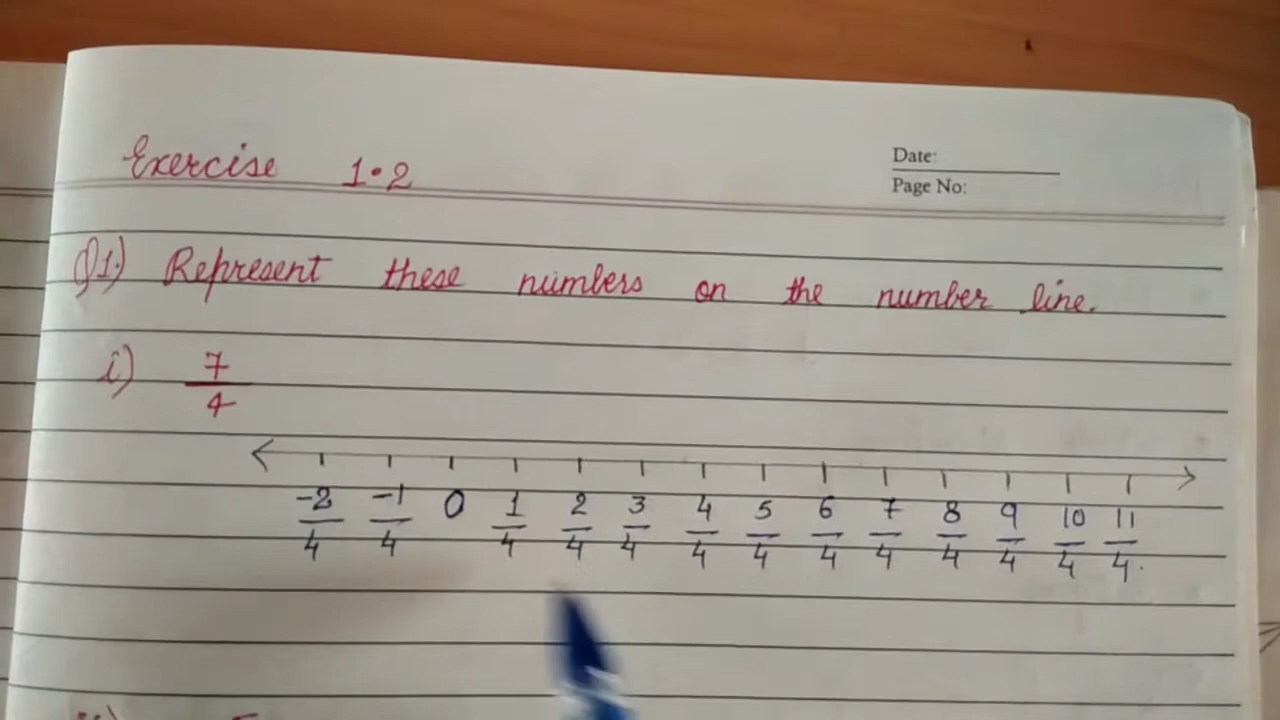 Exercise 1.2
Date:
Page No:
Q1.) Represent these numbers on the number line.
i) 7/4
-2/4 -1/4 0 1/4 2/4 3/4 4/4 5/4 6/4 7/4 8/4 9/4 10/4 11/4